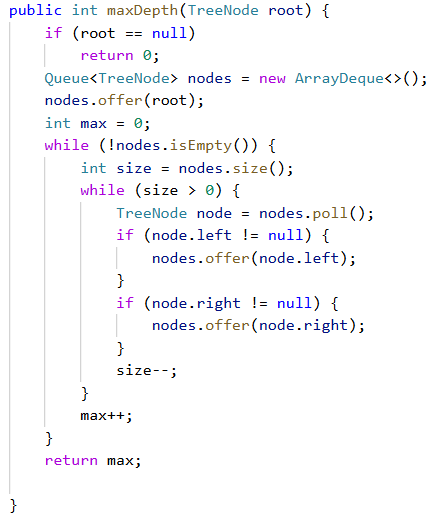 public int maxDepth(TreeNode root) {
    if (root == null)
        return 0;
    Queue<TreeNode> nodes = new ArrayDeque<>();
    nodes.offer(root);
    int max = 0;
    while (!nodes.isEmpty()) {
        int size = nodes.size();
        while (size > 0) {
            TreeNode node = nodes.poll();
            if (node.left != null) {
                nodes.offer(node.left);
            }
            if (node.right != null) {
                nodes.offer(node.right);
            }
            size--;
        }
        max++;
    }
    return max;

}